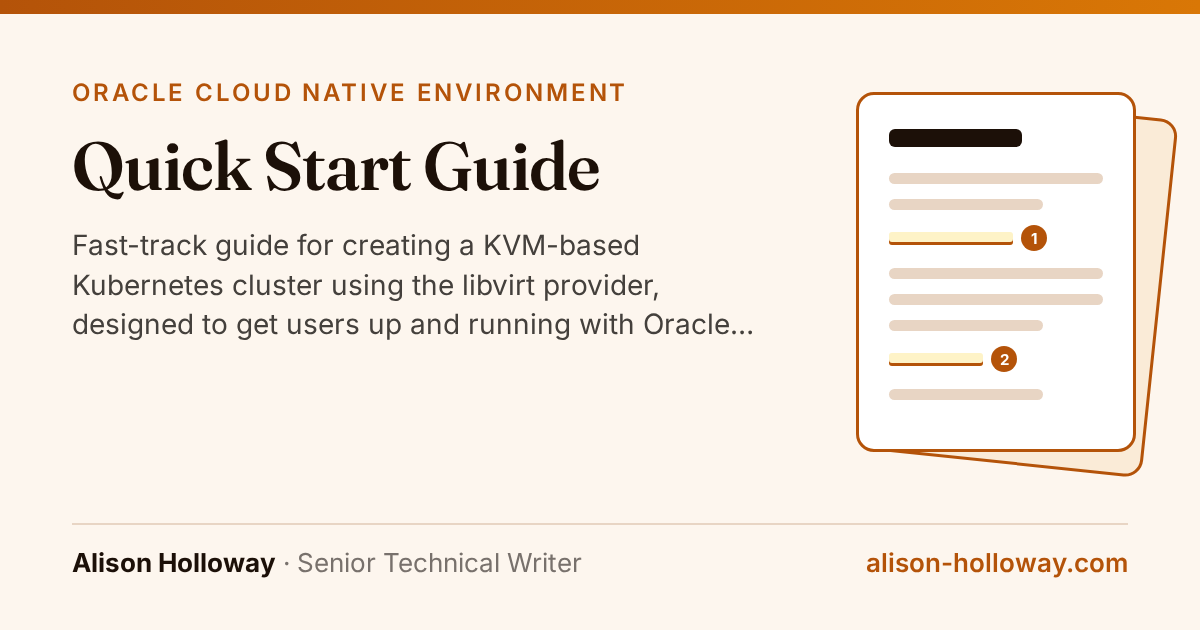 ORACLE CLOUD NATIVE ENVIRONMENT
Quick Start Guide
Fast-track guide for creating a KVM-based
Kubernetes cluster using the libvirt provider,
designed to get users up and running with Oracle...
1
2
Alison Holloway · Senior Technical Writer
alison-holloway.com